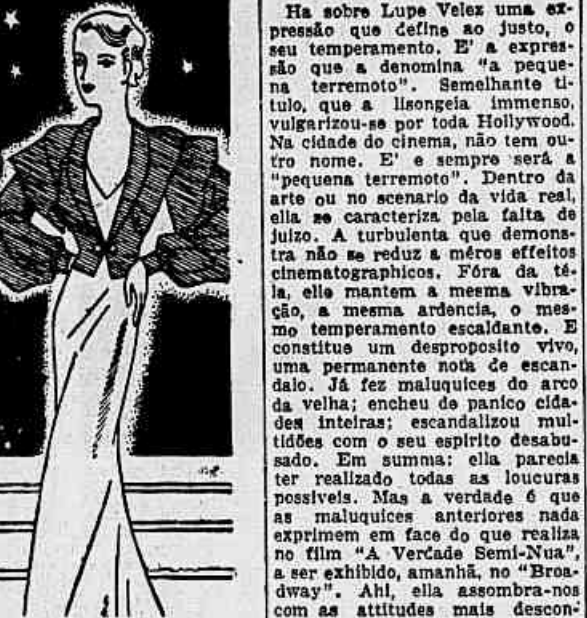 Ha sobre Lupe Velez uma ex-
pressão que define ao justo, o
seu temperamento. E' a expres-
são que a denomina "a peque-
na terremoto". Semelhante ti-
tulo, que a lisongeia immenso,
vulgarizou-se por toda Hollywood.
Na cidade do cinema, não tem ou-
tro nome. E' e sempre será a
"pequena terremoto". Dentro da
arte ou no scenario da vida real,
ella se caracteriza pela falta de
juizo. A turbulenta que demons-
tra não se reduz a méros effeitos
cinematographicos. Fóra da té-
la, elle mantem a mesma vibra-
ção, a mesma ardencia, o mes-
mo temperamento escaldante. E
constitue um desproposito vivo,
uma permanente nota de escan-
dalo. Já fez maluquices do arco
da velha; encheu de panico cida-
des inteiras; escandalizou mul-
tidões com o seu espirito desabu-
sado. Em summa: ella parecia
ter realizado todas as loucuras
possiveis. Mas a verdade é que
as maluquices anteriores nada
exprimem em face do que realiza
no film "A Verdade Semi-Nua",
a ser exhibido, amanhã, no "Broa-
dway". Ahi, ella assombra-nos
com as attitudes mais descon-